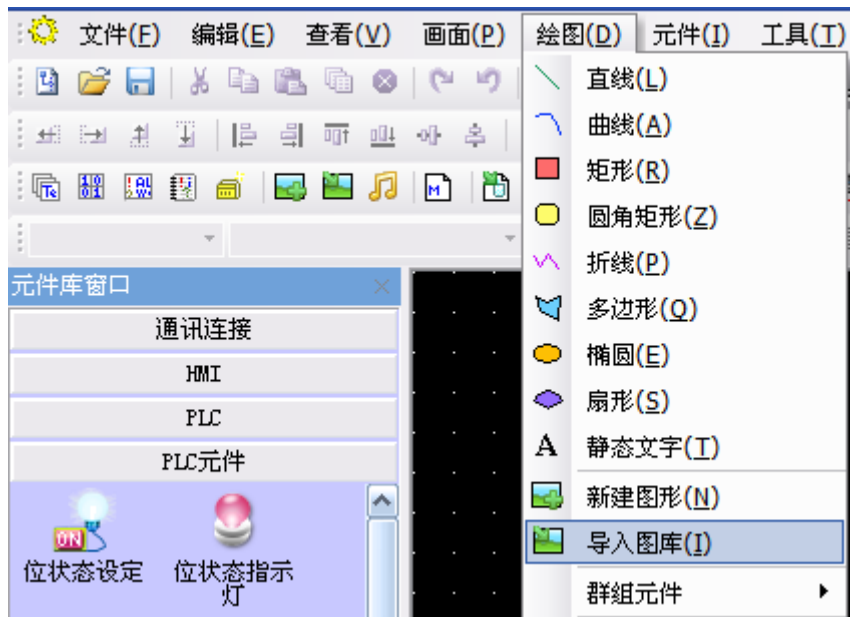 文件(F) 编辑(E) 查看(V) 画面(P) 绘图(D) 元件(I) 工具(T)
直线(L)
曲线(A)
矩形(R)
圆角矩形(Z)
折线(P)
多边形(Q)
椭圆(E)
扇形(S)
A 静态文字(T)
新建图形(N)
导入图库(I)
群组元件
元件库窗口
通讯连接
HMI
PLC
PLC元件
ON
位状态设定
位状态指示
灯